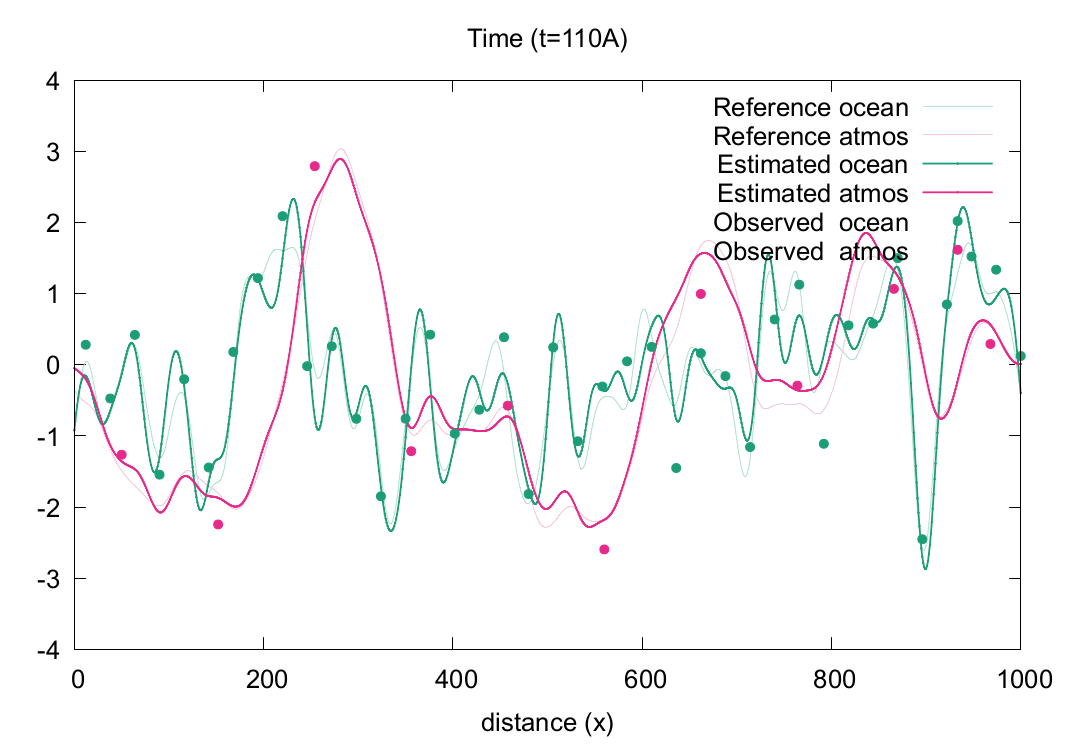 Time (t=110A)
4
3
2
1
0
-1
-2
-3
-4
Reference ocean
Reference atmos
Estimated ocean
Estimated atmos
Observed  ocean
Observed  atmos
0 200 400 600 800 1000
distance (x)